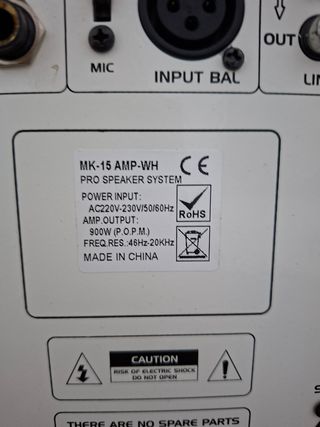 MIC
INPUT BAL
OUT
MK-15 AMP-WH CE
PRO SPEAKER SYSTEM
POWER INPUT:
AC220V-230V/50/60Hz
AMP.OUTPUT:
900W (P.O.P.M.)
FREQ.RES.:46Hz-20KHz
MADE IN CHINA
RoHS
CAUTION
RISK OF ELECTRIC SHOCK
DO NOT OPEN
THERE ARE NO SPARE PARTS